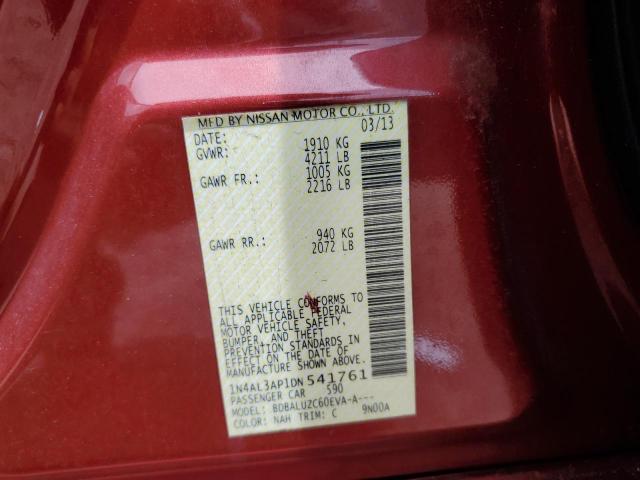 MFD BY NISSAN MOTOR CO., LTD.
DATE: 03/13
GVWR: 1910 KG
4211 LB
GAWR FR.: 1005 KG
2216 LB
GAWR RR.: 940 KG
2072 LB
THIS VEHICLE CONFORMS TO
ALL APPLICABLE FEDERAL
MOTOR VEHICLE SAFETY,
BUMPER, AND THEFT
PREVENTION STANDARDS IN
EFFECT ON THE DATE OF
MANUFACTURE SHOWN ABOVE.
1N4AL3AP1DN541761
PASSENGER CAR 590
MODEL: BDBALUZC60EVA-A---
COLOR: NAH TRIM: C 9N00A